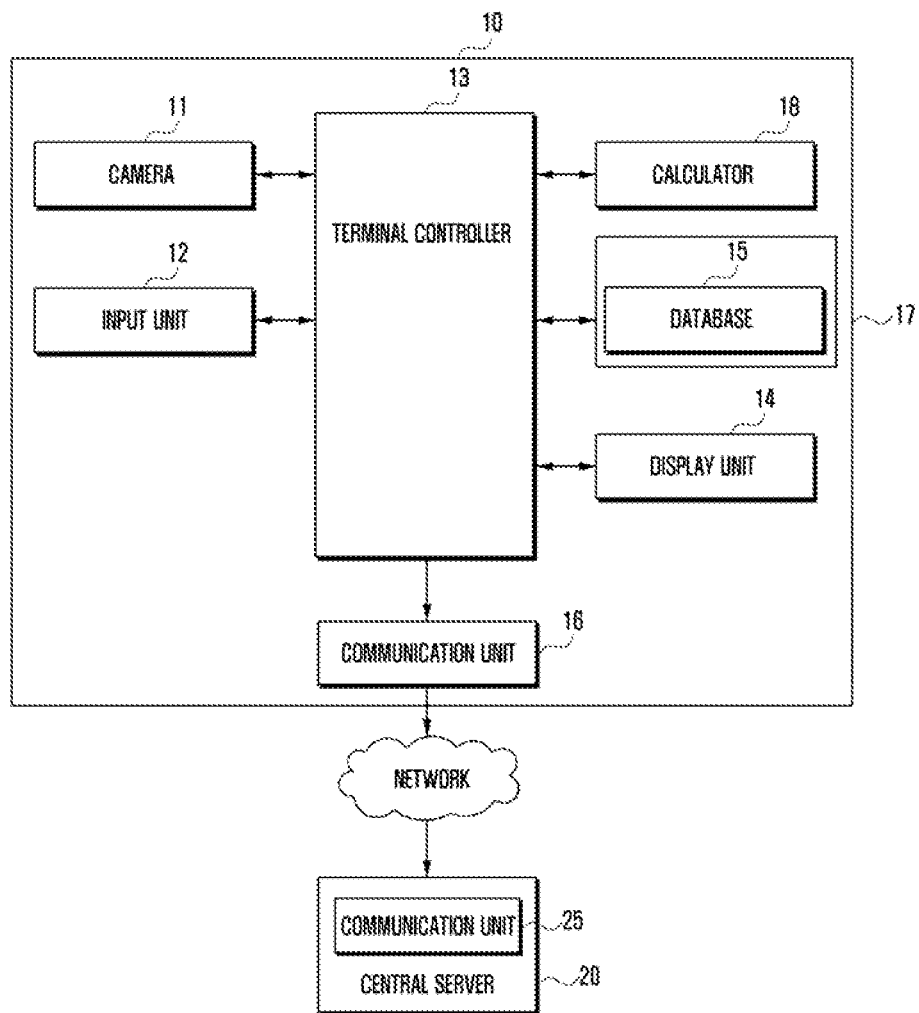 10
13
11
18
CAMERA
CALCULATOR
TERMINAL CONTROLLER
12
15
INPUT UNIT
DATABASE
17
14
DISPLAY UNIT
16
COMMUNICATION UNIT
NETWORK
COMMUNICATION UNIT
25
CENTRAL SERVER
20